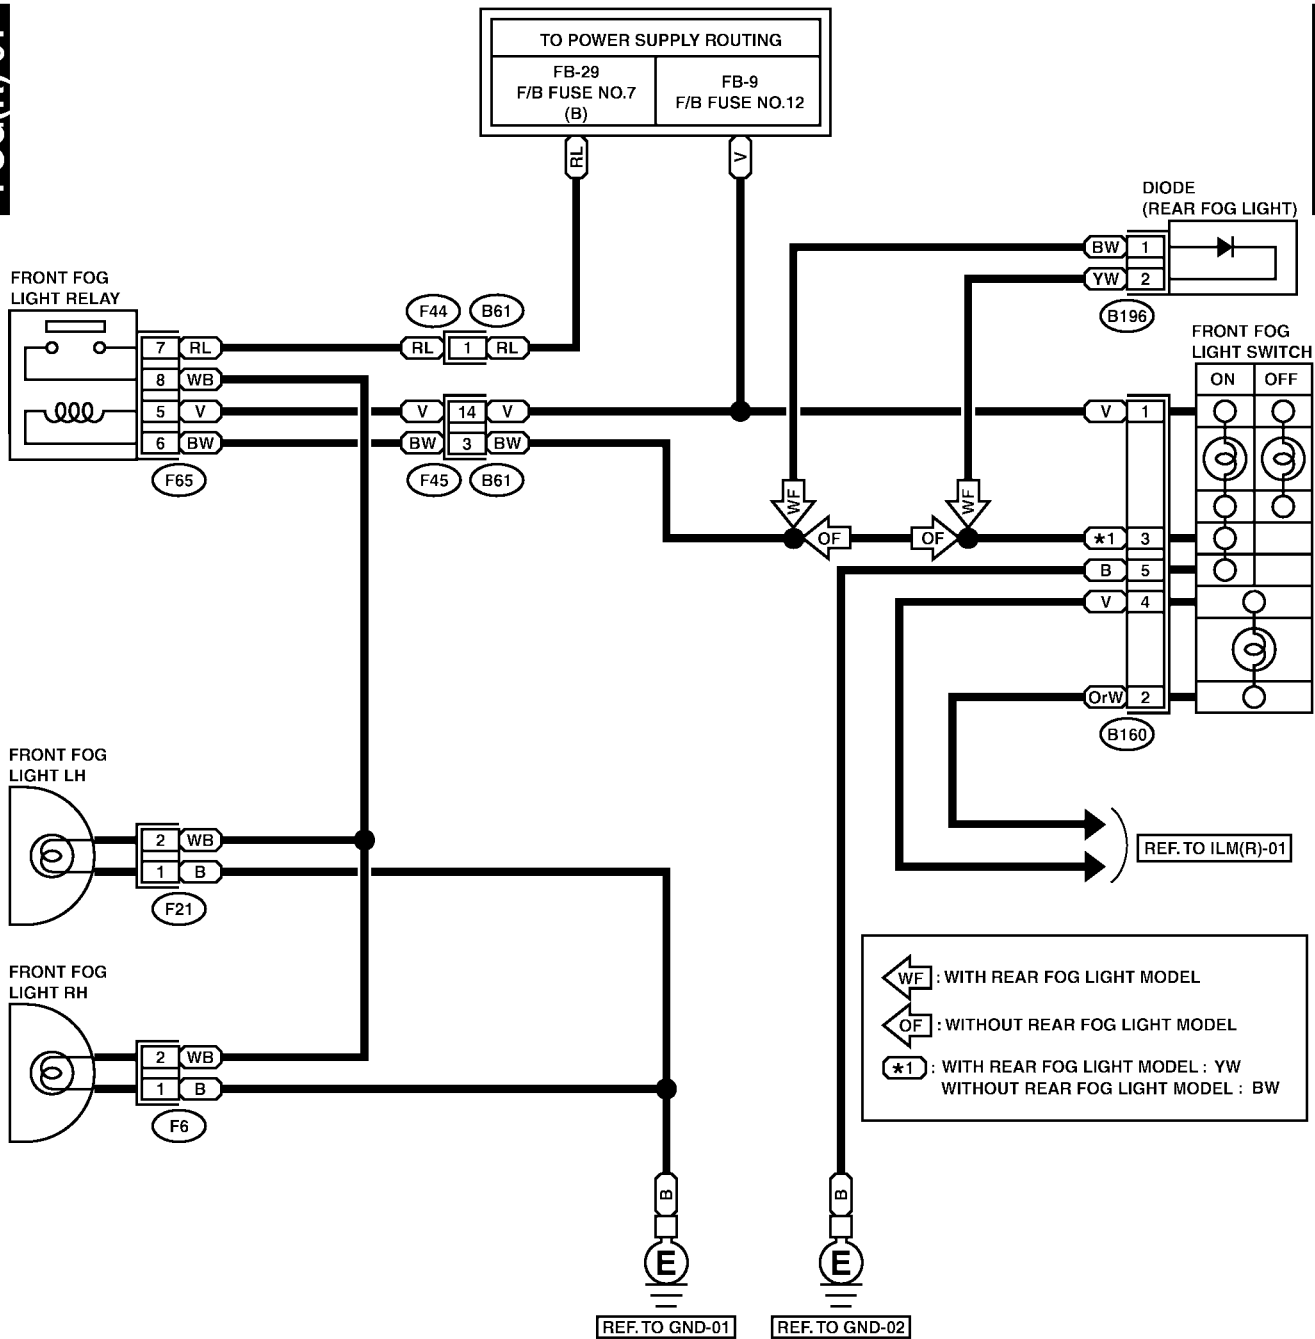 TO POWER SUPPLY ROUTING
FB-29
F/B FUSE NO.7
(B)
FB-9
F/B FUSE NO.12
RL
V
DIODE
(REAR FOG LIGHT)
BW 1
YW 2
B196
FRONT FOG
LIGHT RELAY
7 RL
8 WB
5 V
6 BW
F65
F44 B61
RL 1 RL
V 14 V
BW 3 BW
F45 B61
FRONT FOG
LIGHT SWITCH
ON OFF
V 1
WF
WF
OF
OF
*1 3
B 5
V 4
OrW 2
B160
FRONT FOG
LIGHT LH
2 WB
1 B
F21
REF. TO ILM(R)-01
FRONT FOG
LIGHT RH
2 WB
1 B
F6
WF : WITH REAR FOG LIGHT MODEL
OF : WITHOUT REAR FOG LIGHT MODEL
*1 : WITH REAR FOG LIGHT MODEL : YW
WITHOUT REAR FOG LIGHT MODEL : BW
B
B
E
E
REF. TO GND-01
REF. TO GND-02